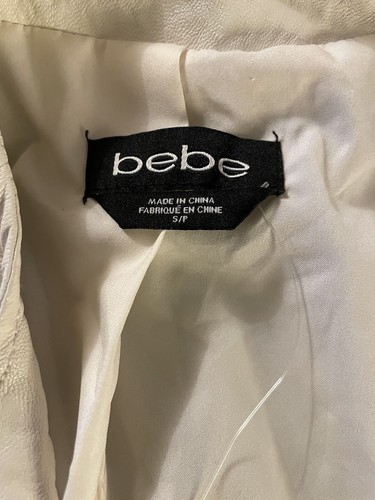 bebe
MADE IN CHINA
FABRIQUÉ EN CHINE
S/P